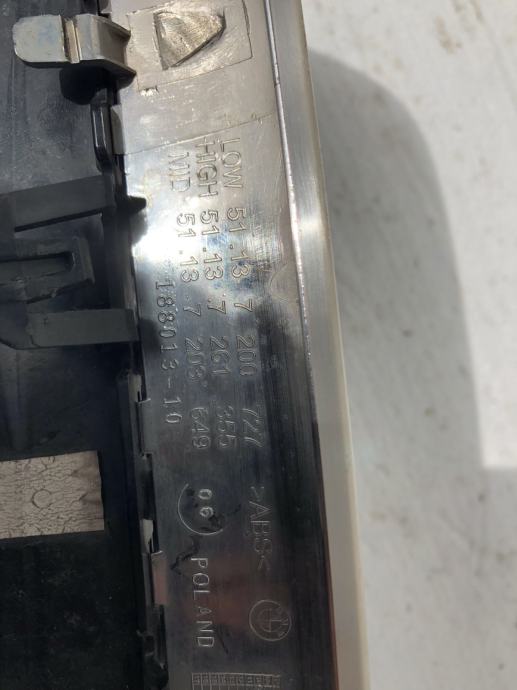 LOW 51.13 7 200 727
HIGH 51.13.7 261 355
MID 51.13.7 203 649
188013-10
>ABS<
06
POLAND